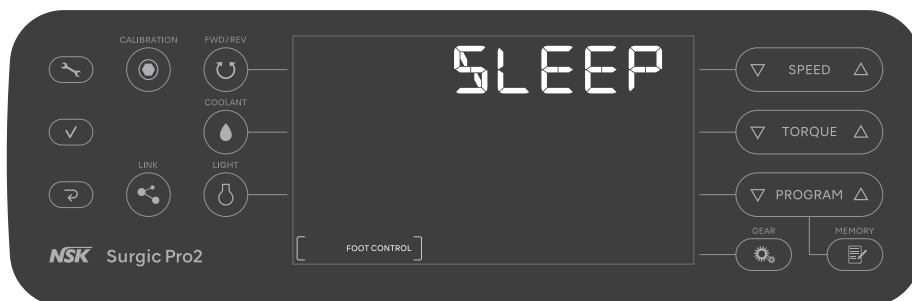 CALIBRATION FWD/REV
SLEEP
SPEED
COOLANT
TORQUE
LINK LIGHT
PROGRAM
GEAR MEMORY
FOOT CONTROL
NSK Surgic Pro2